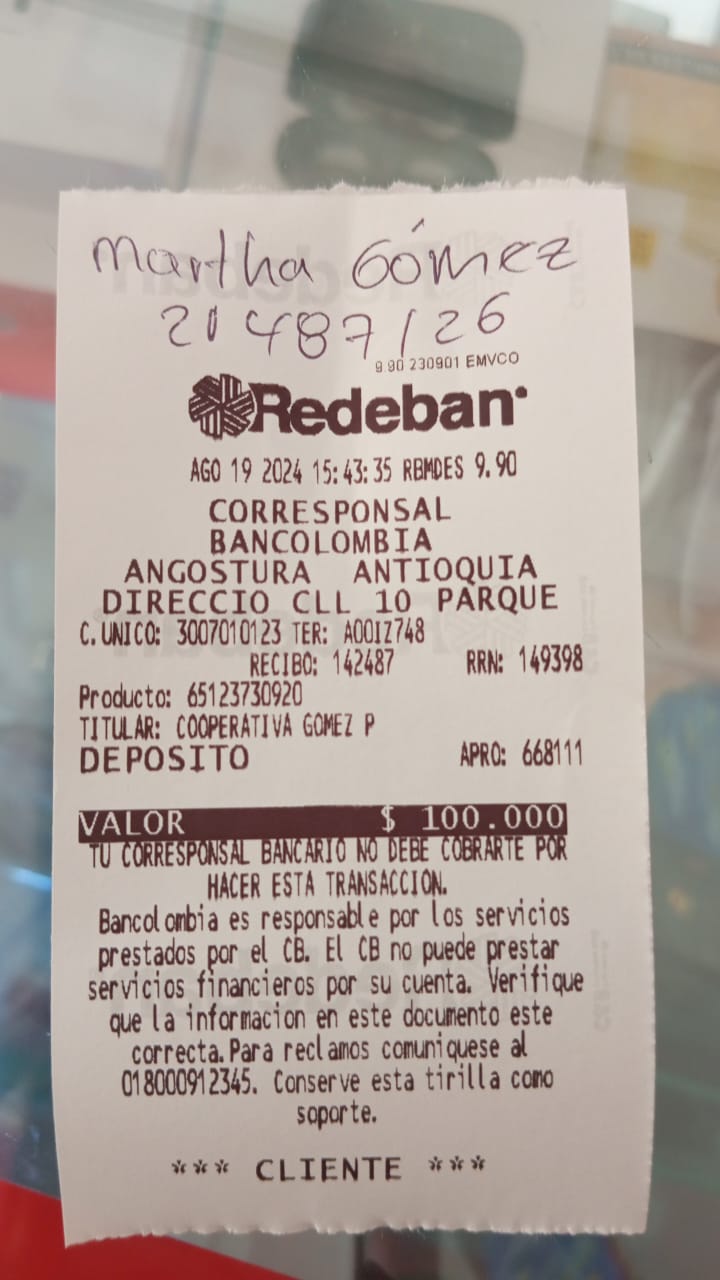 Martha Gómez
21487126
9.90 230901 EMVCO
Redeban
AGO 19 2024 15:43:35 RBMDES 9.90
CORRESPONSAL
BANCOLOMBIA
ANGOSTURA ANTIOQUIA
DIRECCIO CLL 10 PARQUE
C.UNICO: 3007010123 TER: A00IZ748
RECIBO: 142487 RRN: 149398
Producto: 65123730920
TITULAR: COOPERATIVA GOMEZ P
DEPOSITO APRO: 668111
VALOR $ 100.000
TU CORRESPONSAL BANCARIO NO DEBE COBRARTE POR
HACER ESTA TRANSACCION.
Bancolombia es responsable por los servicios
prestados por el CB. El CB no puede prestar
servicios financieros por su cuenta. Verifique
que la informacion en este documento este
correcta.Para reclamos comuniquese al
018000912345. Conserve esta tirilla como
soporte.
*** CLIENTE ***